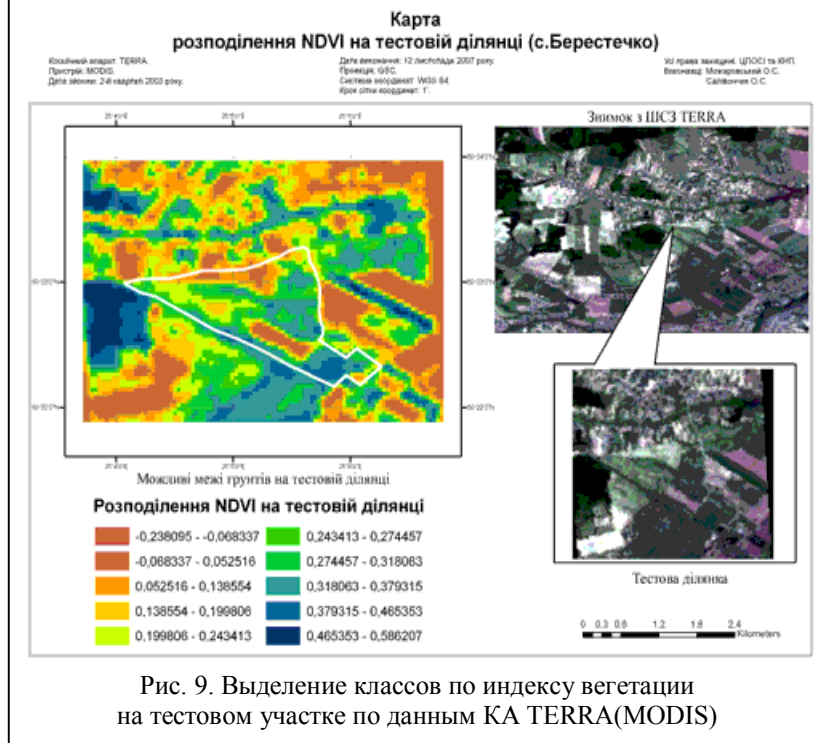 Карта
розподілення NDVI на тестовій ділянці (с.Берестечко)
Космічний апарат: TERRA.
Пристрій: MODIS.
Дата зйомки: 2-й квартал 2003 року.
Дата виконання: 12 листопада 2007 року.
Проекція: GSC.
Система координат: WGS 84.
Крок сітки координат: 1'.
Усі права захищені. ЦПОСІ та КНП.
Виконавці: Можаровський О.С.
Саливончик О.С.
Знимок з ШСЗ TERRA
Можливі межі грунтів на тестовій ділянці
Розподілення NDVI на тестовій ділянці
-0,238095 - -0,068337
-0,068337 - 0,052516
0,052516 - 0,138554
0,138554 - 0,199806
0,199806 - 0,243413
0,243413 - 0,274457
0,274457 - 0,318063
0,318063 - 0,379315
0,379315 - 0,465353
0,465353 - 0,586207
Тестова ділянка
0 0.3 0.6 1.2 1.8 2.4
Kilometers
Рис. 9. Выделение классов по индексу вегетации
на тестовом участке по данным КА TERRA(MODIS)